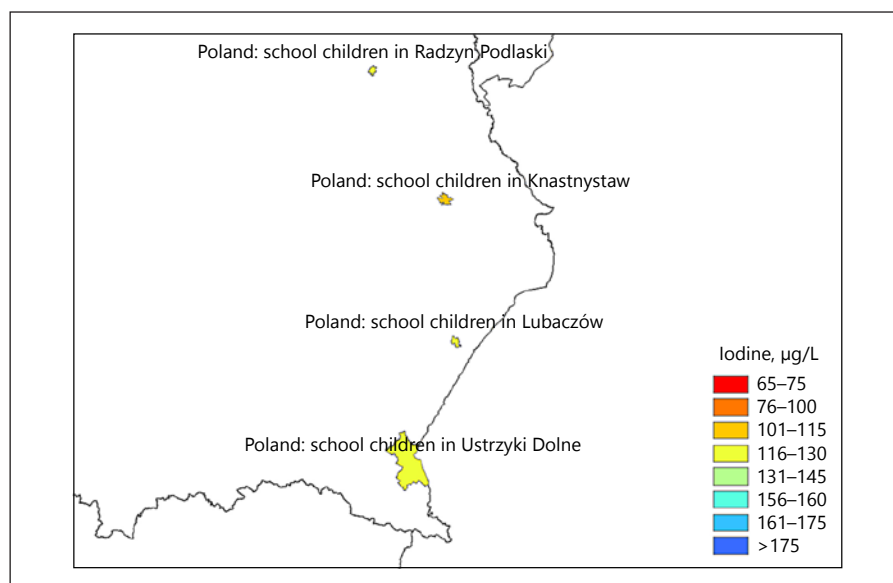 Poland: school children in Radzyn Podlaski
Poland: school children in Knastnystaw
Poland: school children in Lubaczów
Poland: school children in Ustrzyki Dolne
Iodine, µg/L
65–75
76–100
101–115
116–130
131–145
156–160
161–175
>175